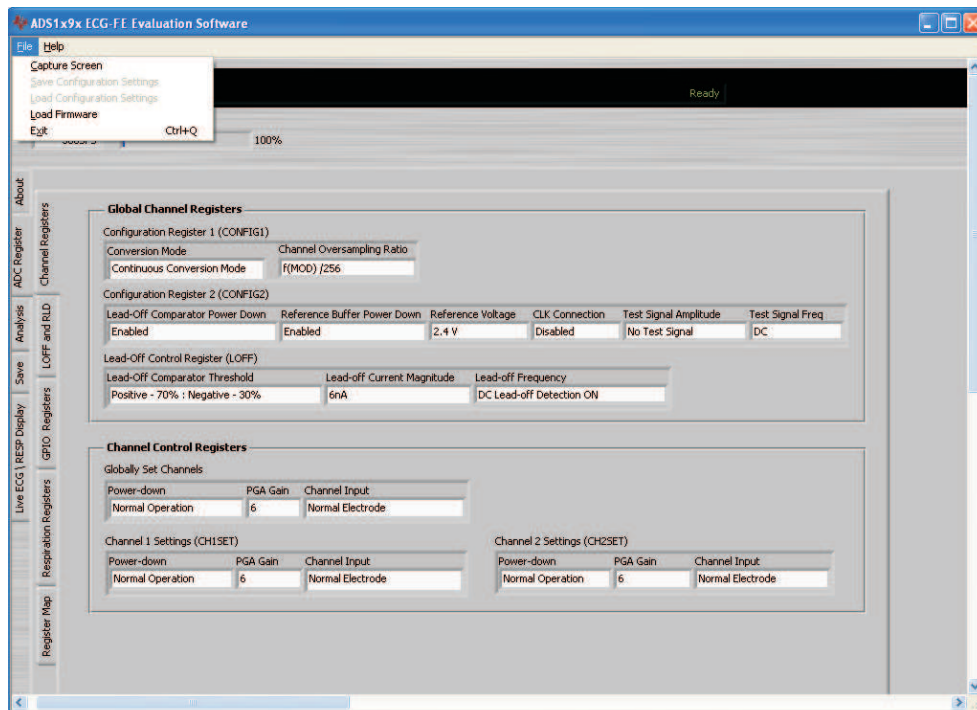 ADS1x9x ECG-FE Evaluation Software
File Help
Capture Screen
Save Configuration Settings
Load Configuration Settings
Load Firmware
Exit Ctrl+Q
Ready
100%
About
ADC Register
Analysis
Save
Live ECG \ RESP Display
Channel Registers
LOFF and RLD
GPIO Registers
Respiration Registers
Register Map
Global Channel Registers
Configuration Register 1 (CONFIG1)
Conversion Mode Channel Oversampling Ratio
Continuous Conversion Mode f(MOD) /256
Configuration Register 2 (CONFIG2)
Lead-Off Comparator Power Down Reference Buffer Power Down Reference Voltage CLK Connection Test Signal Amplitude Test Signal Freq
Enabled Enabled 2.4 V Disabled No Test Signal DC
Lead-Off Control Register (LOFF)
Lead-Off Comparator Threshold Lead-off Current Magnitude Lead-off Frequency
Positive - 70% : Negative - 30% 6nA DC Lead-off Detection ON
Channel Control Registers
Globally Set Channels
Power-down PGA Gain Channel Input
Normal Operation 6 Normal Electrode
Channel 1 Settings (CH1SET) Channel 2 Settings (CH2SET)
Power-down PGA Gain Channel Input Power-down PGA Gain Channel Input
Normal Operation 6 Normal Electrode Normal Operation 6 Normal Electrode